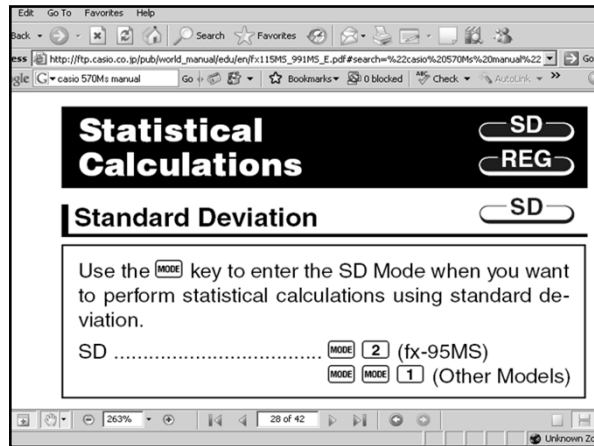 Edit Go To Favorites Help
Back Search Favorites
ess http://ftp.casio.co.jp/pub/world_manual/edu/en/fx115MS_991MS_E.pdf#search=%22casio%20570Ms%20manual%22 Go
gle G casio 570Ms manual Go Bookmarks 0 blocked ABC Check AutoLink »
Statistical SD
Calculations REG
Standard Deviation SD
Use the MODE key to enter the SD Mode when you want
to perform statistical calculations using standard de-
viation.
SD ................................... MODE 2 (fx-95MS)
MODE MODE 1 (Other Models)
263% 28 of 42
Unknown Zo